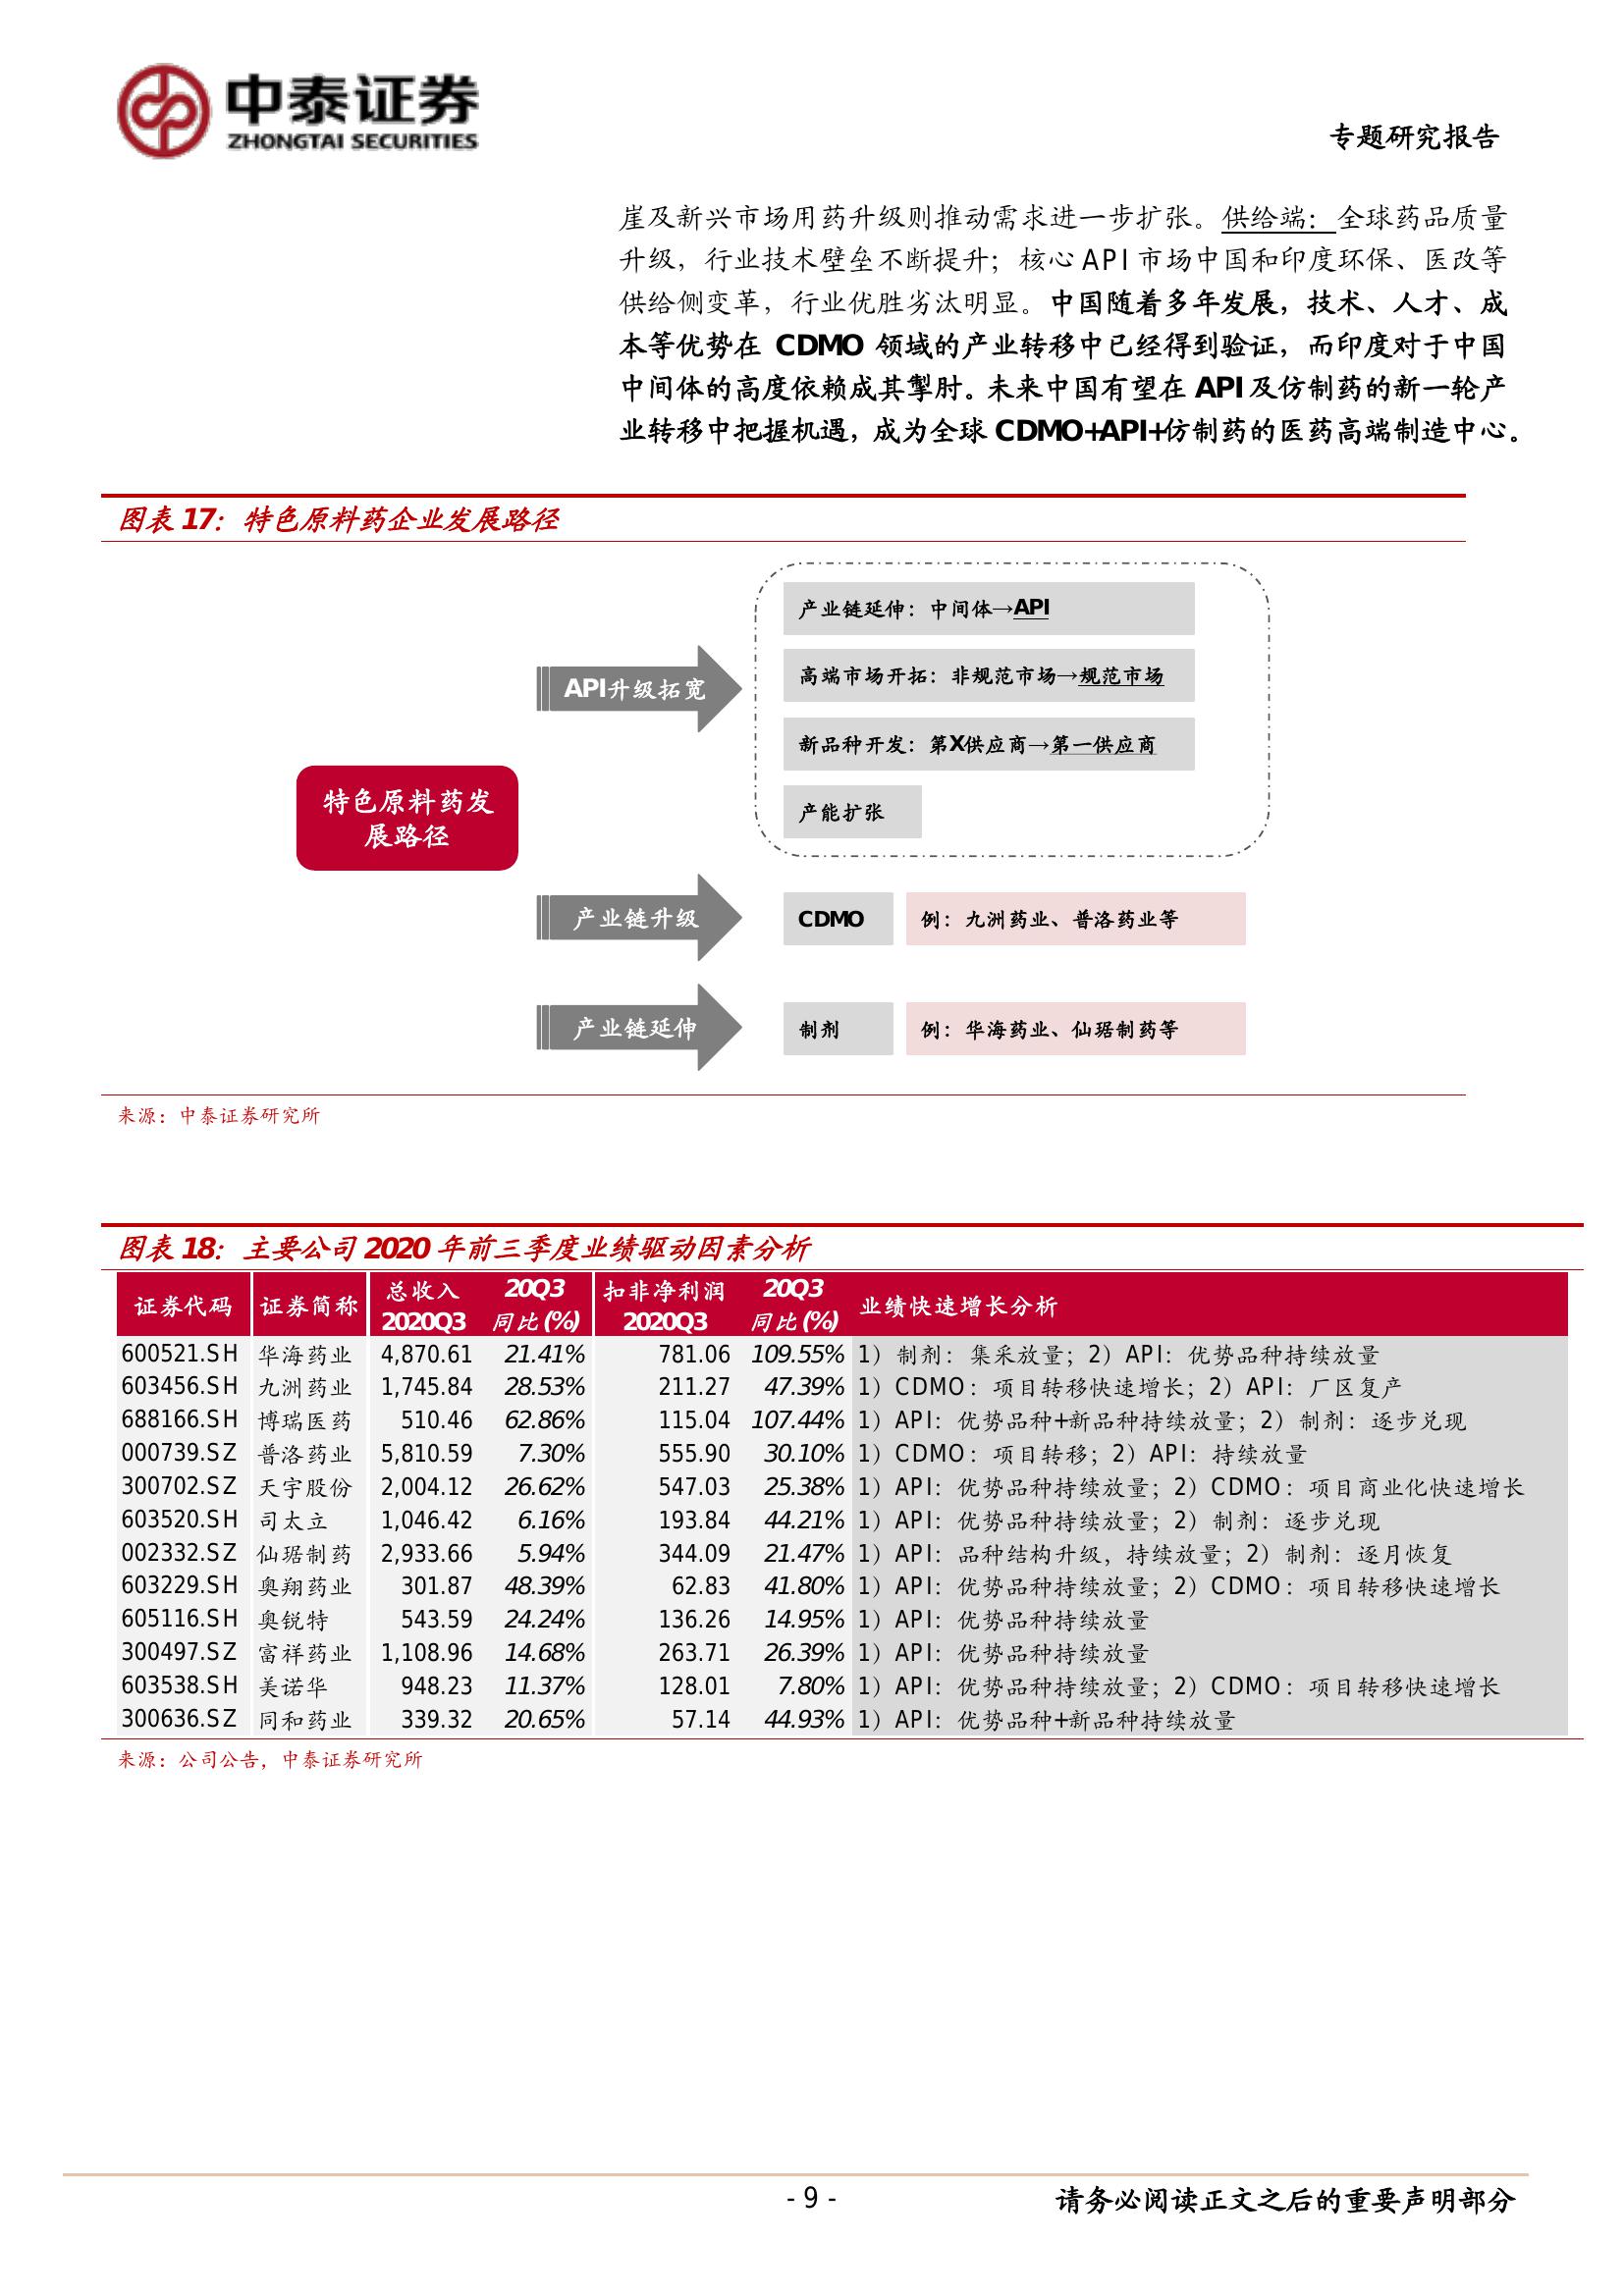 中泰证券
ZHONGTAI SECURITIES
专题研究报告
崖及新兴市场用药升级则推动需求进一步扩张。供给端：全球药品质量
升级，行业技术壁垒不断提升；核心 API 市场中国和印度环保、医改等
供给侧变革，行业优胜劣汰明显。中国随着多年发展，技术、人才、成
本等优势在 CDMO 领域的产业转移中已经得到验证，而印度对于中国
中间体的高度依赖成其掣肘。未来中国有望在 API 及仿制药的新一轮产
业转移中把握机遇，成为全球 CDMO+API+仿制药的医药高端制造中心。
图表 17：特色原料药企业发展路径
产业链延伸：中间体→API
高端市场开拓：非规范市场→规范市场
API升级拓宽
新品种开发：第X供应商→第一供应商
产能扩张
特色原料药发
展路径
产业链升级 CDMO 例：九洲药业、普洛药业等
产业链延伸 制剂 例：华海药业、仙琚制药等
来源：中泰证券研究所
图表 18：主要公司 2020 年前三季度业绩驱动因素分析
证券代码 证券简称 总收入 2020Q3 20Q3 同比(%) 扣非净利润 2020Q3 20Q3 同比(%) 业绩快速增长分析
600521.SH 华海药业 4,870.61 21.41% 781.06 109.55% 1）制剂：集采放量；2）API：优势品种持续放量
603456.SH 九洲药业 1,745.84 28.53% 211.27 47.39% 1）CDMO：项目转移快速增长；2）API：厂区复产
688166.SH 博瑞医药 510.46 62.86% 115.04 107.44% 1）API：优势品种+新品种持续放量；2）制剂：逐步兑现
000739.SZ 普洛药业 5,810.59 7.30% 555.90 30.10% 1）CDMO：项目转移；2）API：持续放量
300702.SZ 天宇股份 2,004.12 26.62% 547.03 25.38% 1）API：优势品种持续放量；2）CDMO：项目商业化快速增长
603520.SH 司太立 1,046.42 6.16% 193.84 44.21% 1）API：优势品种持续放量；2）制剂：逐步兑现
002332.SZ 仙琚制药 2,933.66 5.94% 344.09 21.47% 1）API：品种结构升级，持续放量；2）制剂：逐月恢复
603229.SH 奥翔药业 301.87 48.39% 62.83 41.80% 1）API：优势品种持续放量；2）CDMO：项目转移快速增长
605116.SH 奥锐特 543.59 24.24% 136.26 14.95% 1）API：优势品种持续放量
300497.SZ 富祥药业 1,108.96 14.68% 263.71 26.39% 1）API：优势品种持续放量
603538.SH 美诺华 948.23 11.37% 128.01 7.80% 1）API：优势品种持续放量；2）CDMO：项目转移快速增长
300636.SZ 同和药业 339.32 20.65% 57.14 44.93% 1）API：优势品种+新品种持续放量
来源：公司公告，中泰证券研究所
- 9 -
请务必阅读正文之后的重要声明部分